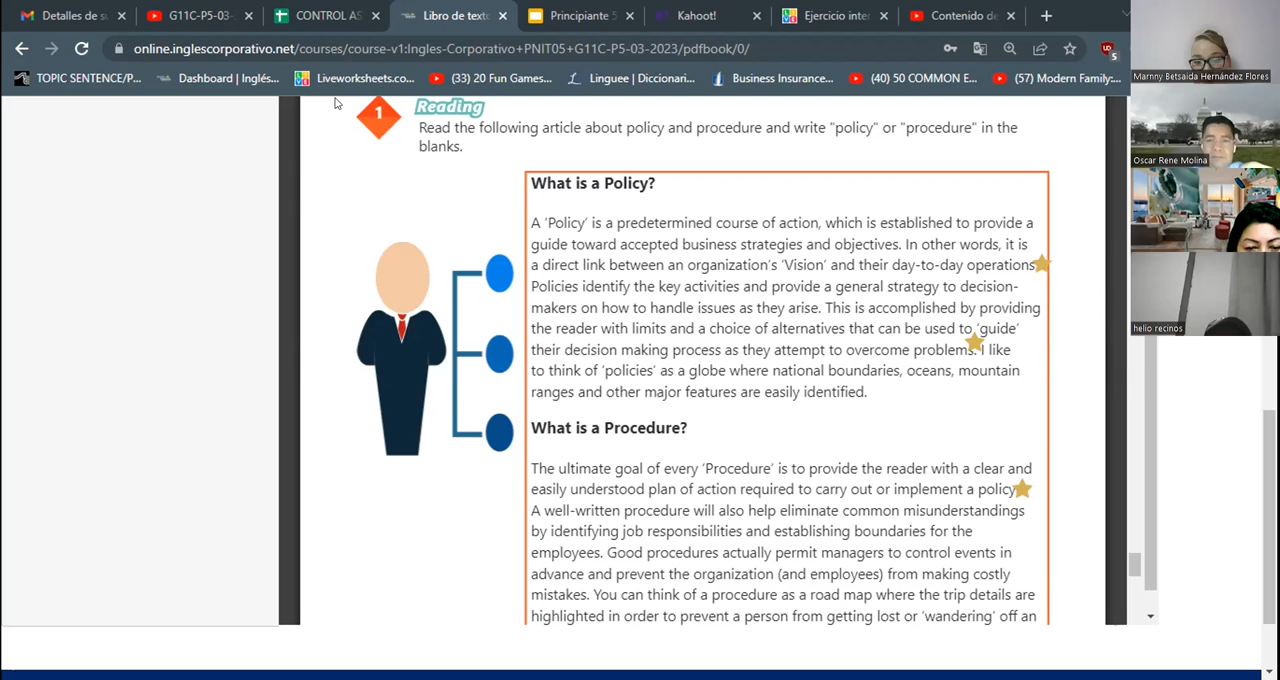 Detalles de su
G11C-P5-03-
CONTROL AS
Libro de texto
Principiante 5
Kahoot!
Ejercicio inter
Contenido de
online.inglescorporativo.net/courses/course-v1:Ingles-Corporativo+PNIT05+G11C-P5-03-2023/pdfbook/0/
5
TOPIC SENTENCE/P...
Dashboard | Inglés...
Liveworksheets.co...
(33) 20 Fun Games...
Linguee | Diccionari...
Business Insurance...
(40) 50 COMMON E...
(57) Modern Family:...
Marnny Betsaida Hernández Flores
Oscar Rene Molina
helio recinos
1
Reading
Read the following article about policy and procedure and write "policy" or "procedure" in the
blanks.
What is a Policy?
A ‘Policy’ is a predetermined course of action, which is established to provide a
guide toward accepted business strategies and objectives. In other words, it is
a direct link between an organization’s ‘Vision’ and their day-to-day operations.
Policies identify the key activities and provide a general strategy to decision-
makers on how to handle issues as they arise. This is accomplished by providing
the reader with limits and a choice of alternatives that can be used to ‘guide’
their decision making process as they attempt to overcome problems. I like
to think of ‘policies’ as a globe where national boundaries, oceans, mountain
ranges and other major features are easily identified.
What is a Procedure?
The ultimate goal of every ‘Procedure’ is to provide the reader with a clear and
easily understood plan of action required to carry out or implement a policy.
A well-written procedure will also help eliminate common misunderstandings
by identifying job responsibilities and establishing boundaries for the
employees. Good procedures actually permit managers to control events in
advance and prevent the organization (and employees) from making costly
mistakes. You can think of a procedure as a road map where the trip details are
highlighted in order to prevent a person from getting lost or ‘wandering’ off an